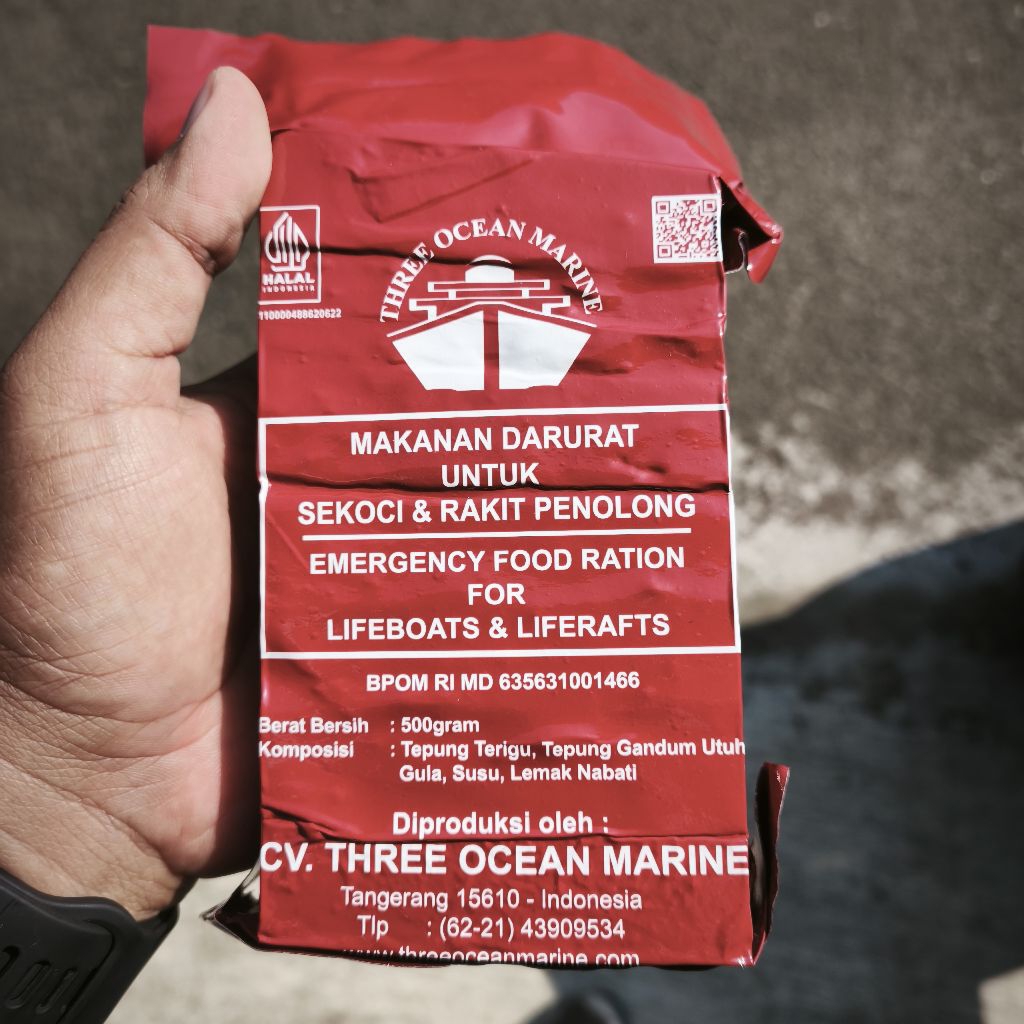 THREE OCEAN MARINE
HALAL
INDONESIA
MAKANAN DARURAT
UNTUK
SEKOCI & RAKIT PENOLONG
EMERGENCY FOOD RATION
FOR
LIFEBOATS & LIFERAFTS
BPOM RI MD 635631001466
Berat Bersih : 500gram
Komposisi : Tepung Terigu, Tepung Gandum Utuh
Gula, Susu, Lemak Nabati
Diproduksi oleh :
CV. THREE OCEAN MARINE
Tangerang 15610 - Indonesia
Tlp : (62-21) 43909534
www.threeoceanmarine.com